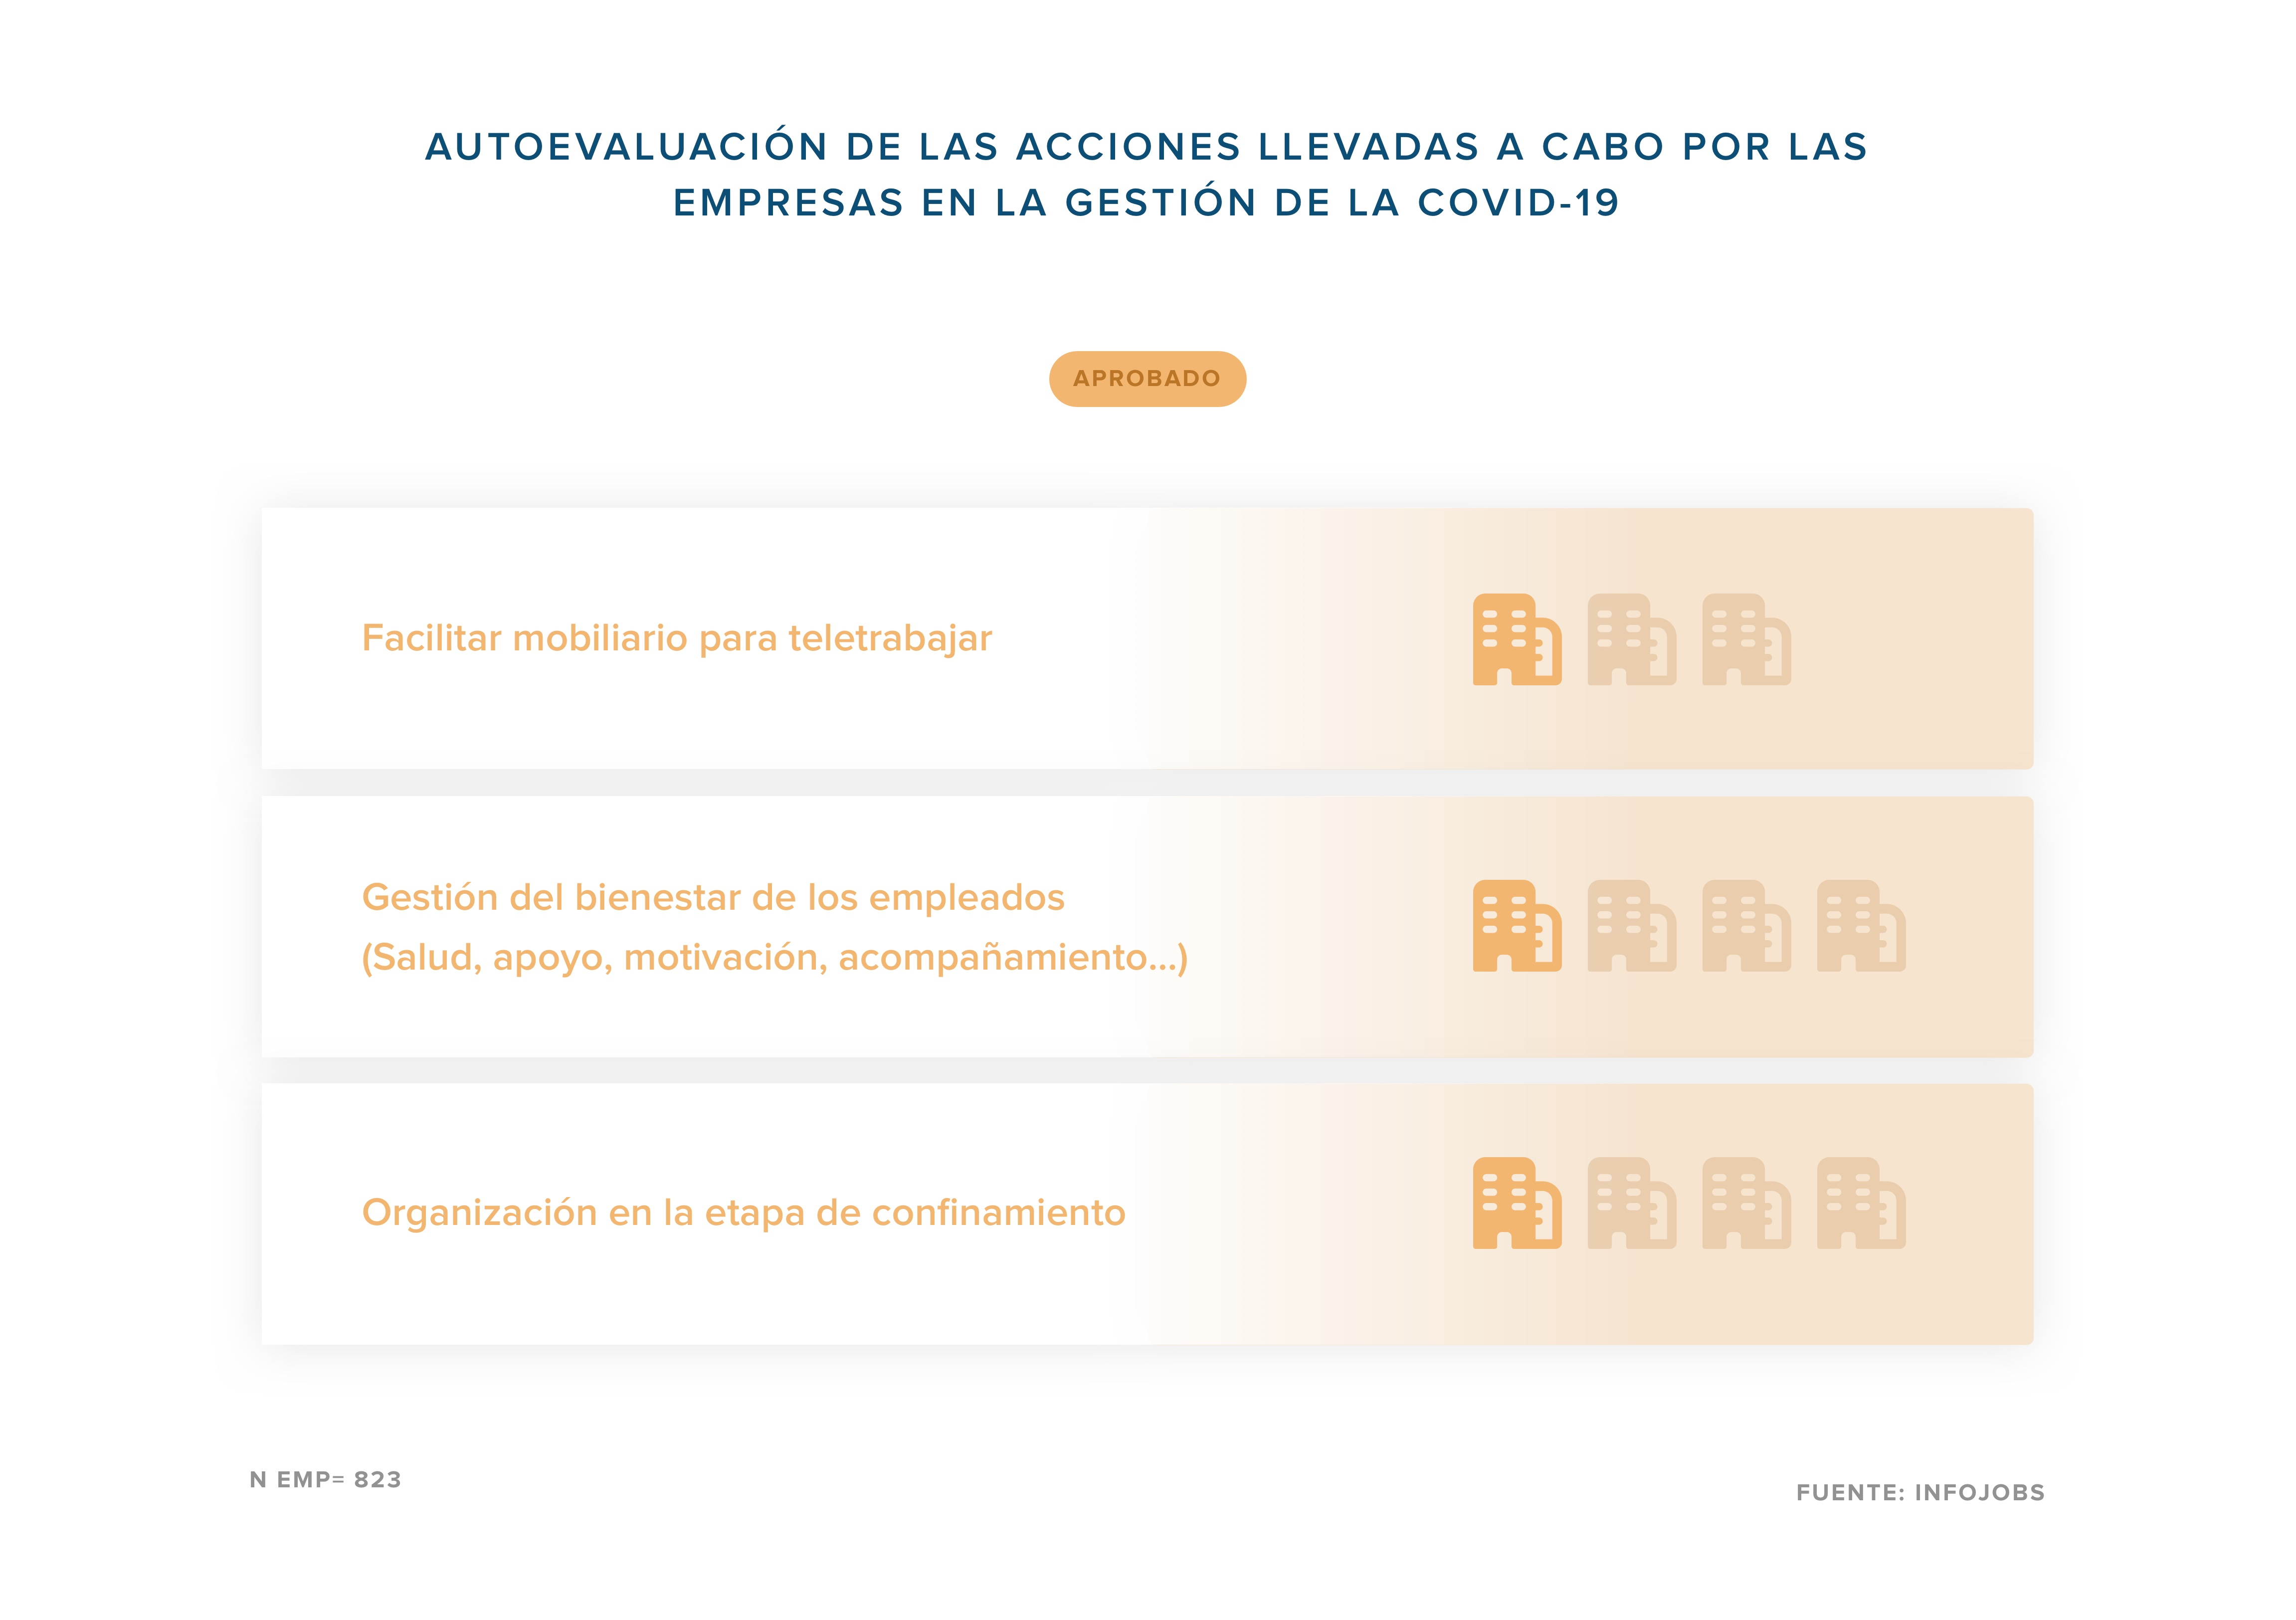 AUTOEVALUACIÓN DE LAS ACCIONES LLEVADAS A CABO POR LAS
EMPRESAS EN LA GESTIÓN DE LA COVID-19
APROBADO
Facilitar mobiliario para teletrabajar
Gestión del bienestar de los empleados
(Salud, apoyo, motivación, acompañamiento...)
Organización en la etapa de confinamiento
N EMP= 823
FUENTE: INFOJOBS